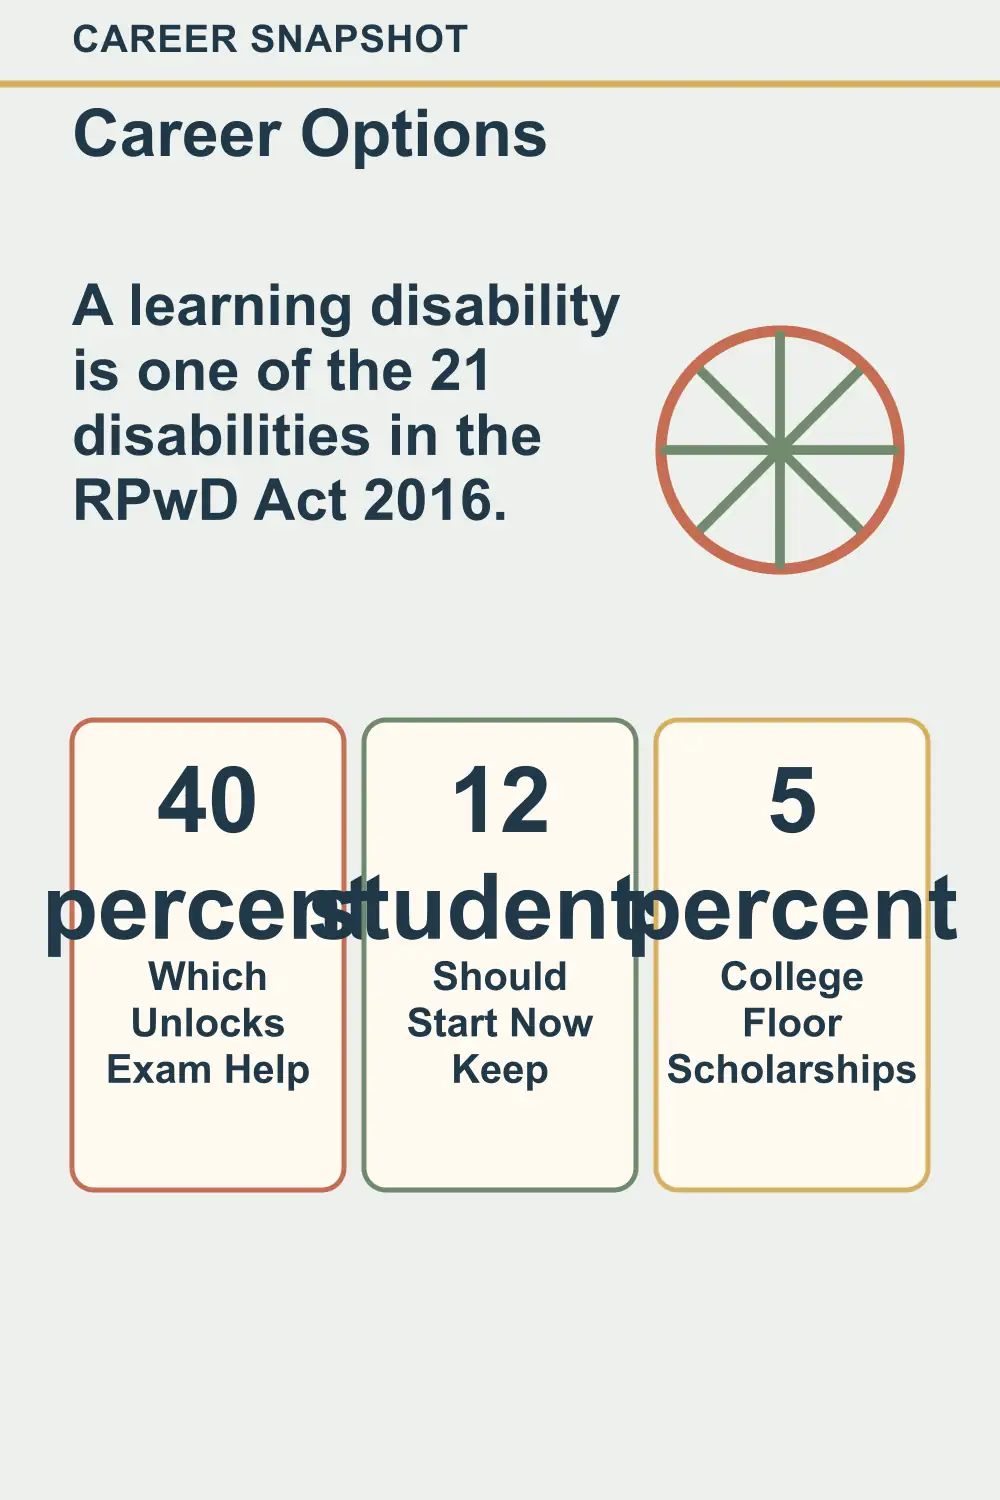 CAREER SNAPSHOT
Career Options
A learning disability
is one of the 21
disabilities in the
RPwD Act 2016.
40
percent
Which
Unlocks
Exam Help
12
student
Should
Start Now
Keep
5
percent
College
Floor
Scholarships